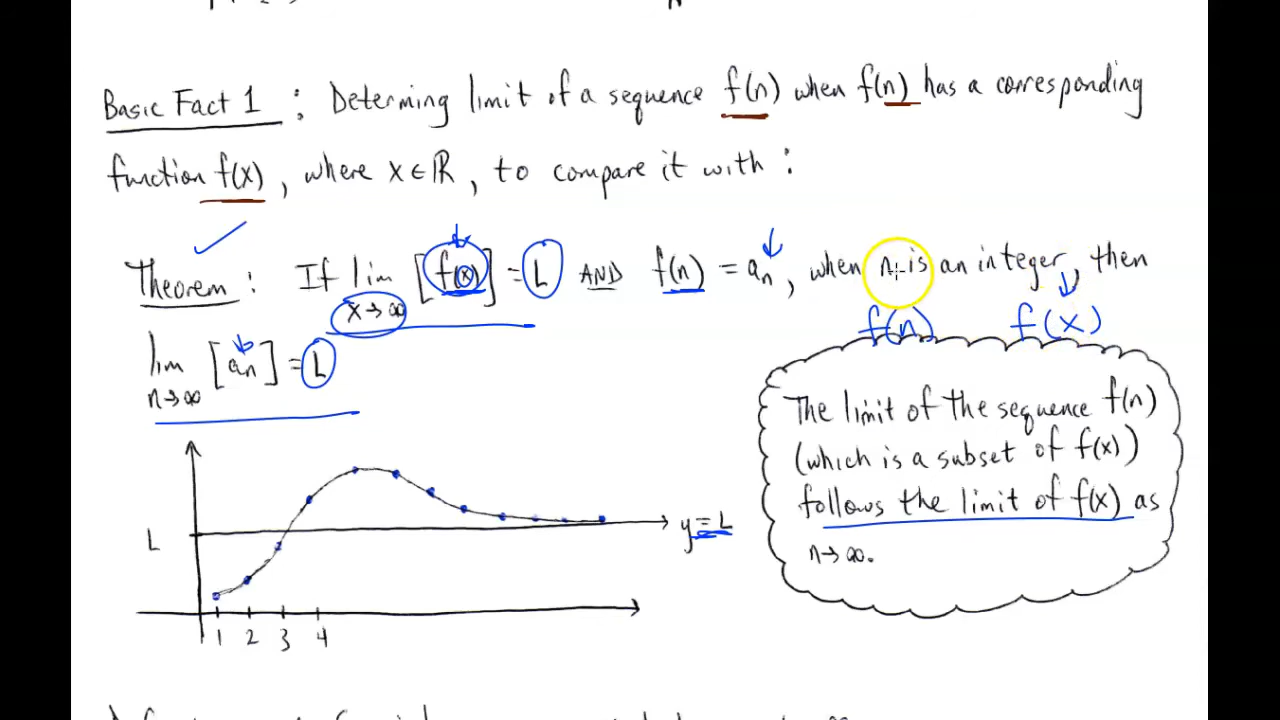 Basic Fact 1 : Determing limit of a sequence f(n) when f(n) has a corresponding
function f(x), where x∈ℝ, to compare it with :
Theorem : If lim [f(x)] = L AND f(n) = aₙ, when n is an integer, then
x→∞
f(n) f(x)
lim [aₙ] = L
n→∞
The limit of the sequence f(n)
(which is a subset of f(x))
follows the limit of f(x) as
n→∞.
L
y=L
1 2 3 4